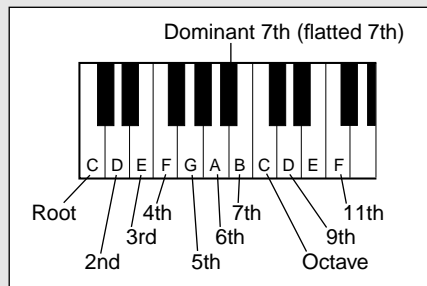 Dominant 7th (flatted 7th)
C D E F G A B C D E F
Root 4th 7th 11th
3rd 6th 9th
2nd 5th Octave